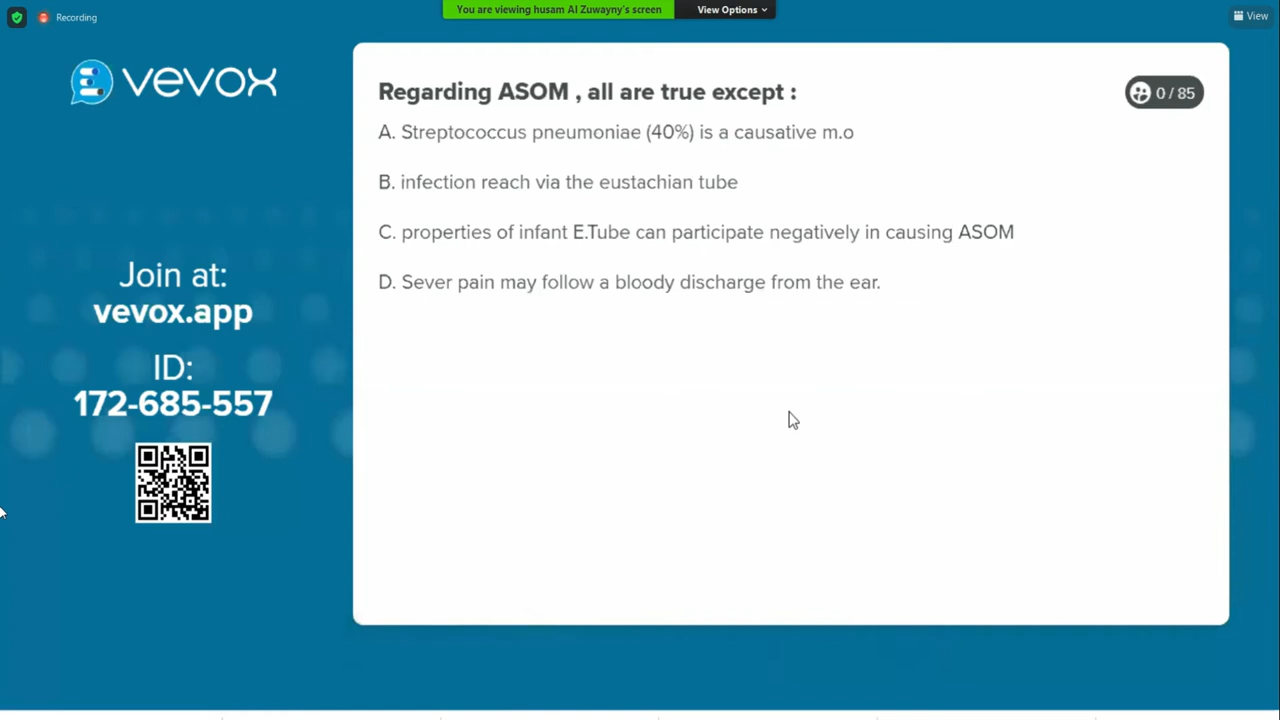 Recording
You are viewing husam Al Zuwayny's screen
View Options
View
vevox
Join at:
vevox.app
ID:
172-685-557
Regarding ASOM , all are true except :
0 / 85
A. Streptococcus pneumoniae (40%) is a causative m.o
B. infection reach via the eustachian tube
C. properties of infant E.Tube can participate negatively in causing ASOM
D. Sever pain may follow a bloody discharge from the ear.